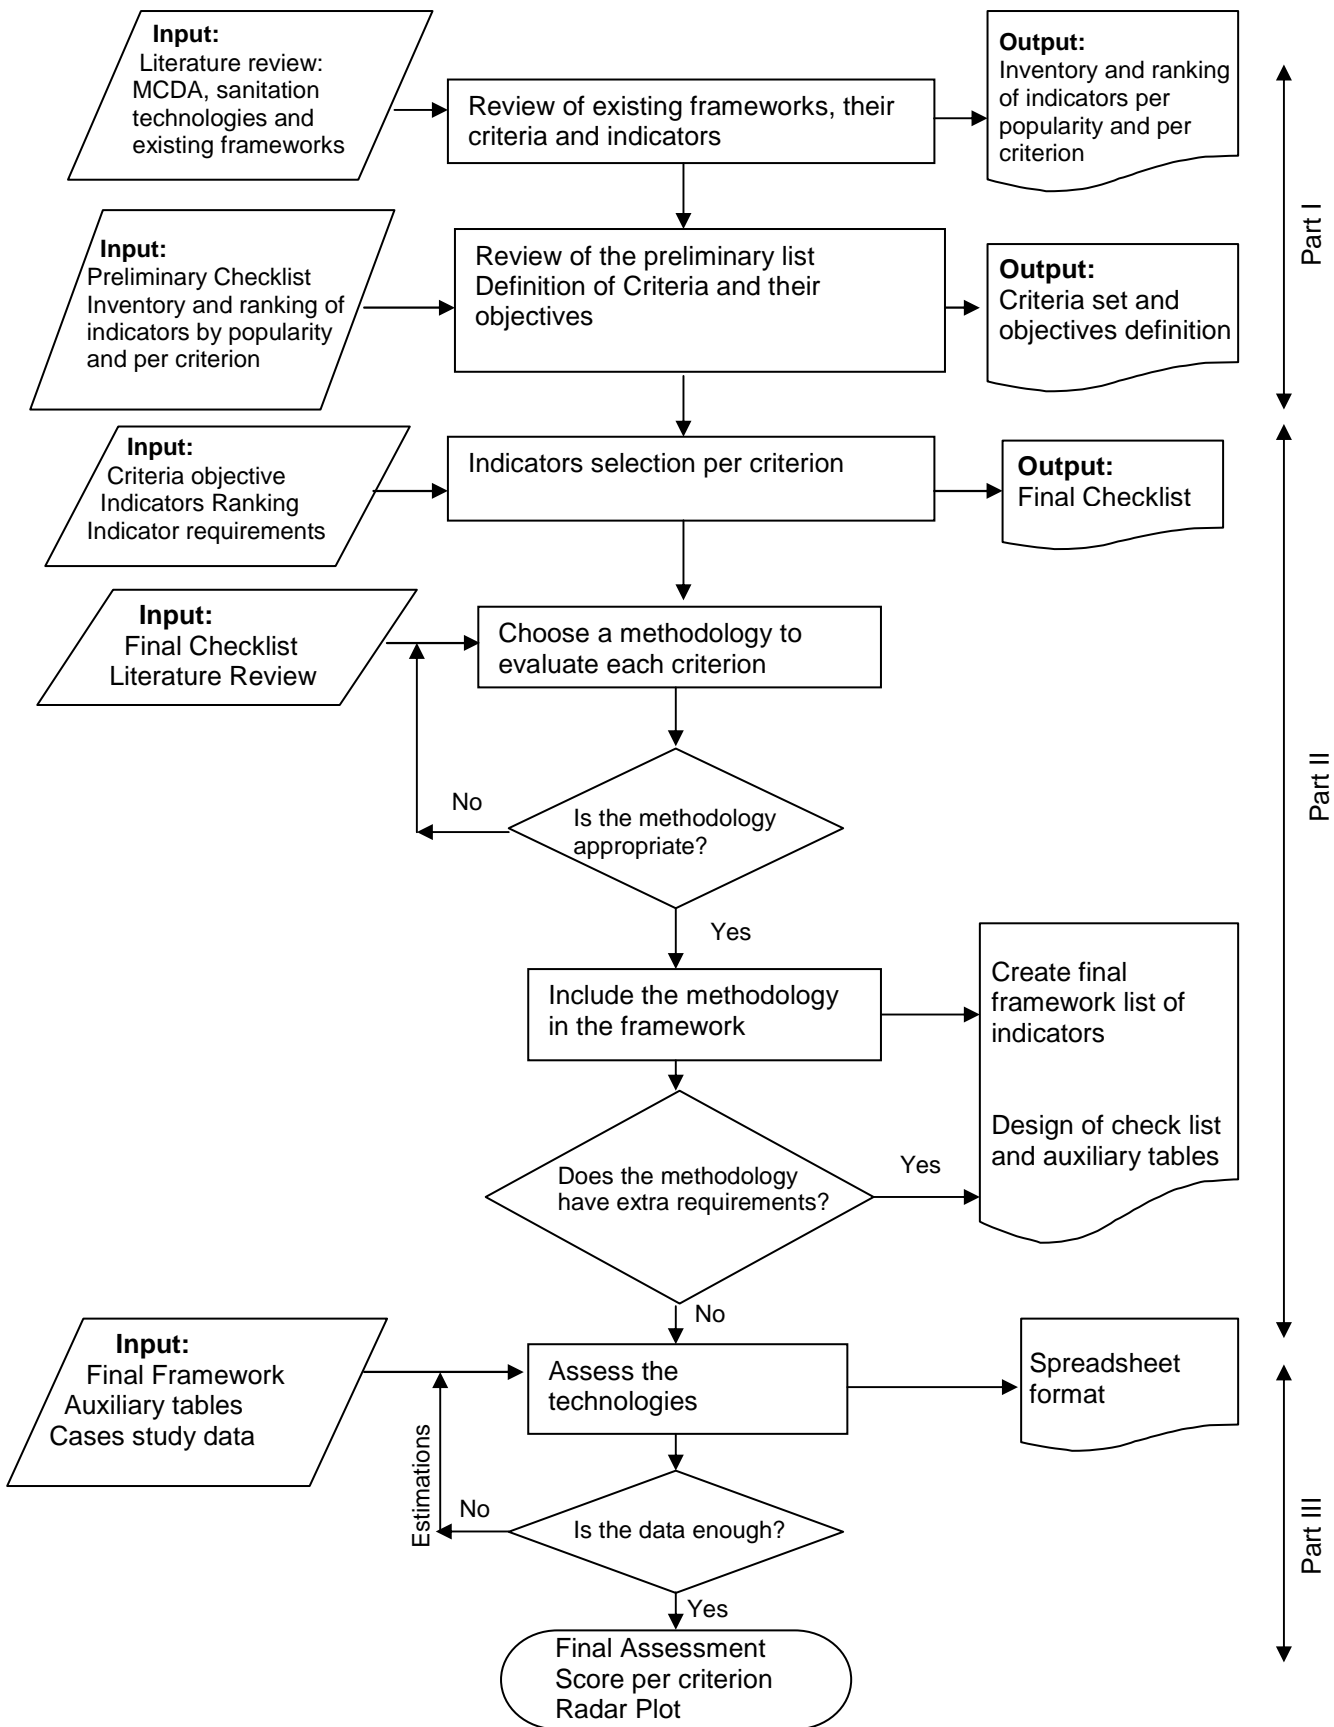 Input:
Literature review:
MCDA, sanitation
technologies and
existing frameworks
Review of existing frameworks, their
criteria and indicators
Output:
Inventory and ranking
of indicators per
popularity and per
criterion
Part I
Input:
Preliminary Checklist
Inventory and ranking of
indicators by popularity
and per criterion
Review of the preliminary list
Definition of Criteria and their
objectives
Output:
Criteria set and
objectives definition
Input:
Criteria objective
Indicators Ranking
Indicator requirements
Indicators selection per criterion
Output:
Final Checklist
Input:
Final Checklist
Literature Review
Choose a methodology to
evaluate each criterion
Part II
No
Is the methodology
appropriate?
Yes
Include the methodology
in the framework
Create final
framework list of
indicators
Design of check list
and auxiliary tables
Does the methodology
have extra requirements?
Yes
No
Input:
Final Framework
Auxiliary tables
Cases study data
Assess the
technologies
Spreadsheet
format
Estimations
No
Is the data enough?
Part III
Yes
Final Assessment
Score per criterion
Radar Plot